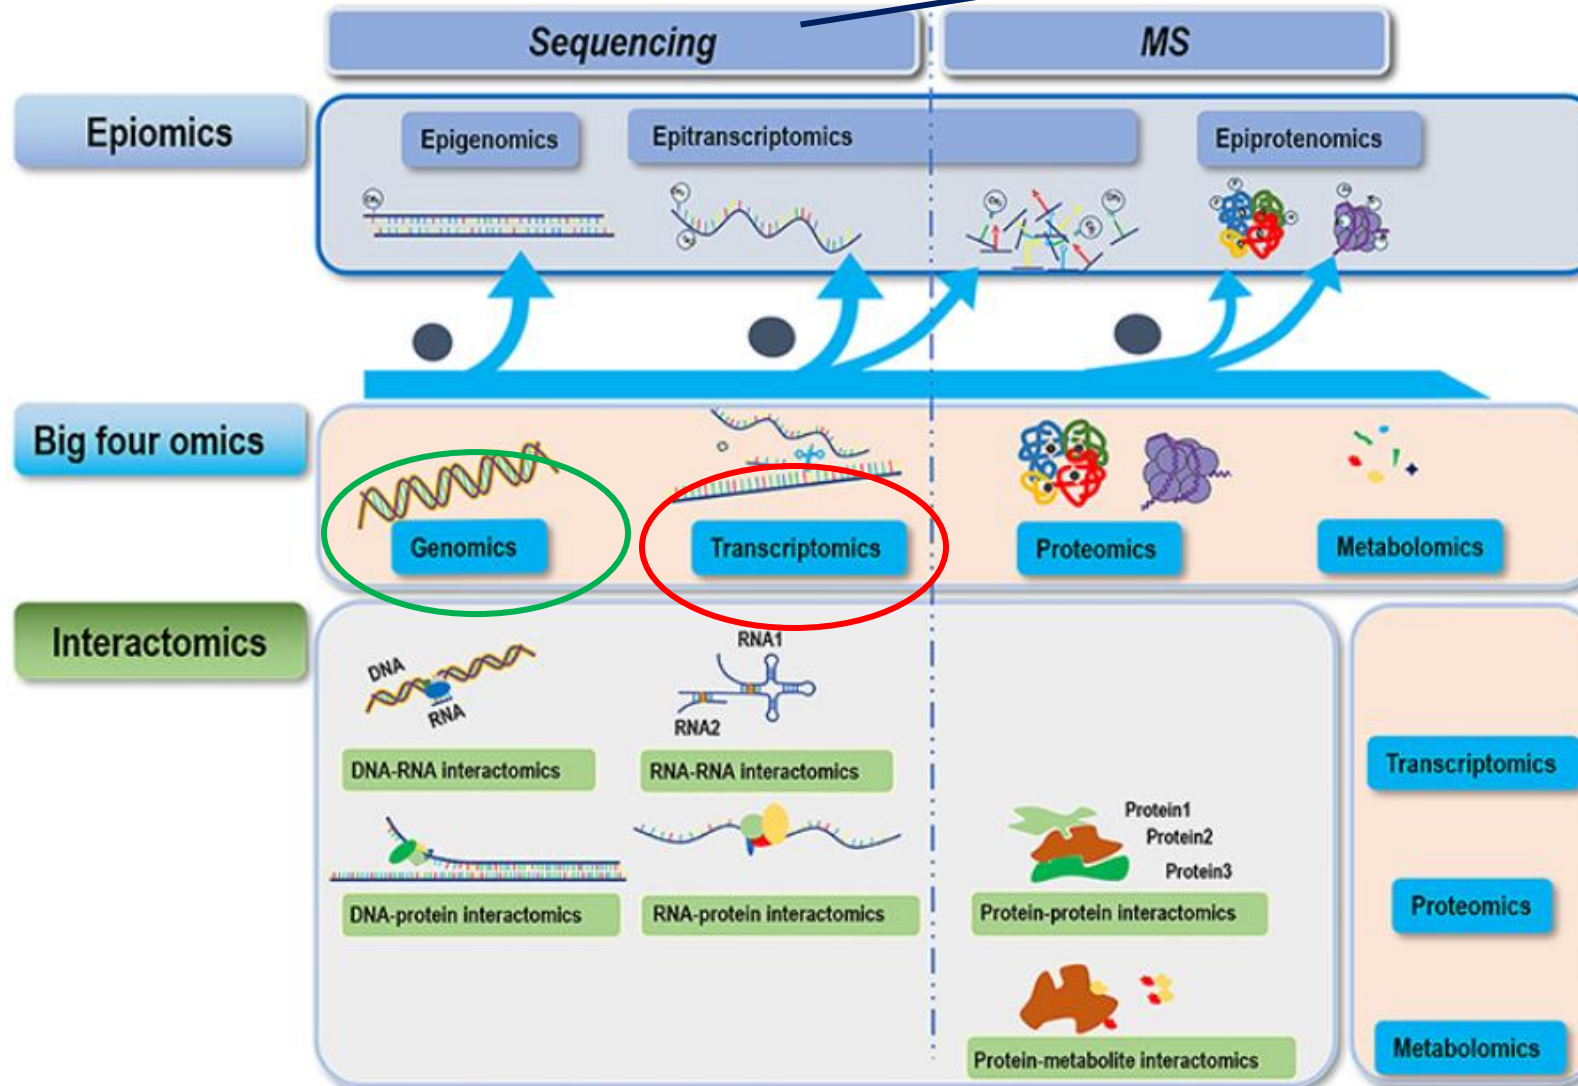 Sequencing
MS
Epiomics
Epigenomics
Epitranscriptomics
Epiprotenomics
Big four omics
Genomics
Transcriptomics
Proteomics
Metabolomics
Interactomics
DNA
RNA
DNA-RNA interactomics
RNA1
RNA2
RNA-RNA interactomics
DNA-protein interactomics
RNA-protein interactomics
Protein1
Protein2
Protein3
Protein-protein interactomics
Protein-metabolite interactomics
Transcriptomics
Proteomics
Metabolomics